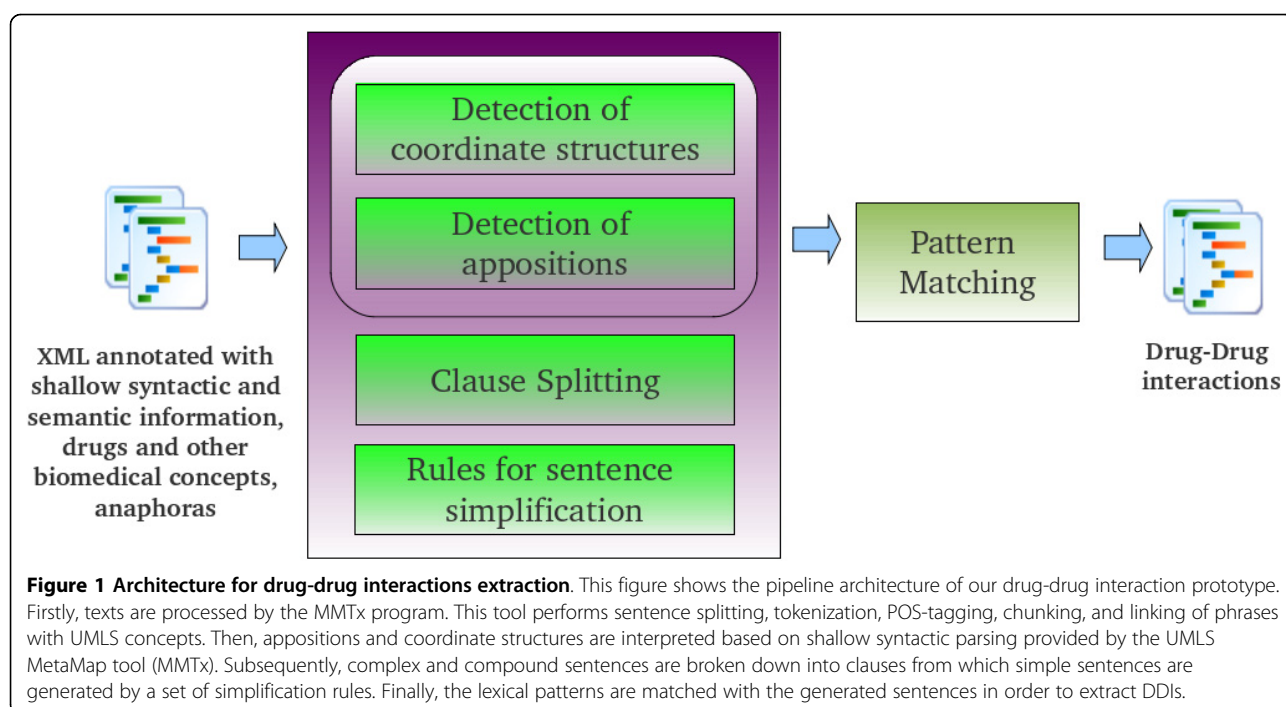 Detection of
coordinate structures
Detection of
appositions
Clause Splitting
Rules for sentence
simplification
XML annotated with
shallow syntactic and
semantic information,
drugs and other
biomedical concepts,
anaphoras
Pattern
Matching
Drug-Drug
interactions
Figure 1 Architecture for drug-drug interactions extraction. This figure shows the pipeline architecture of our drug-drug interaction prototype.
Firstly, texts are processed by the MMTx program. This tool performs sentence splitting, tokenization, POS-tagging, chunking, and linking of phrases
with UMLS concepts. Then, appositions and coordinate structures are interpreted based on shallow syntactic parsing provided by the UMLS
MetaMap tool (MMTx). Subsequently, complex and compound sentences are broken down into clauses from which simple sentences are
generated by a set of simplification rules. Finally, the lexical patterns are matched with the generated sentences in order to extract DDIs.